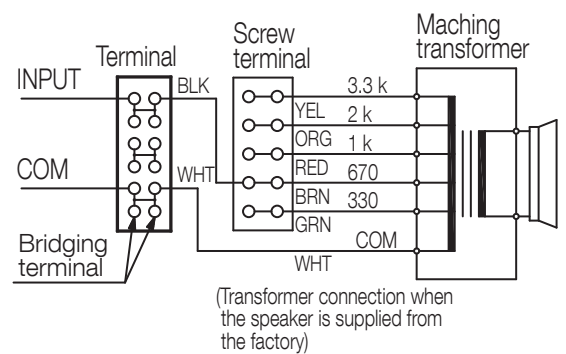 Terminal
Screw
terminal
Maching
transformer
INPUT
BLK
3.3 k
YEL
2 k
ORG
1 k
COM
WHT
RED
670
BRN
330
GRN
COM
Bridging
terminal
WHT
(Transformer connection when
the speaker is supplied from
the factory)